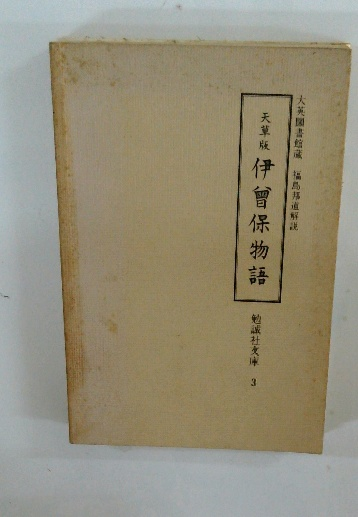 大英圖書館蔵 福島邦道解説
天草版 伊曾保物語
勉誠社文庫 3